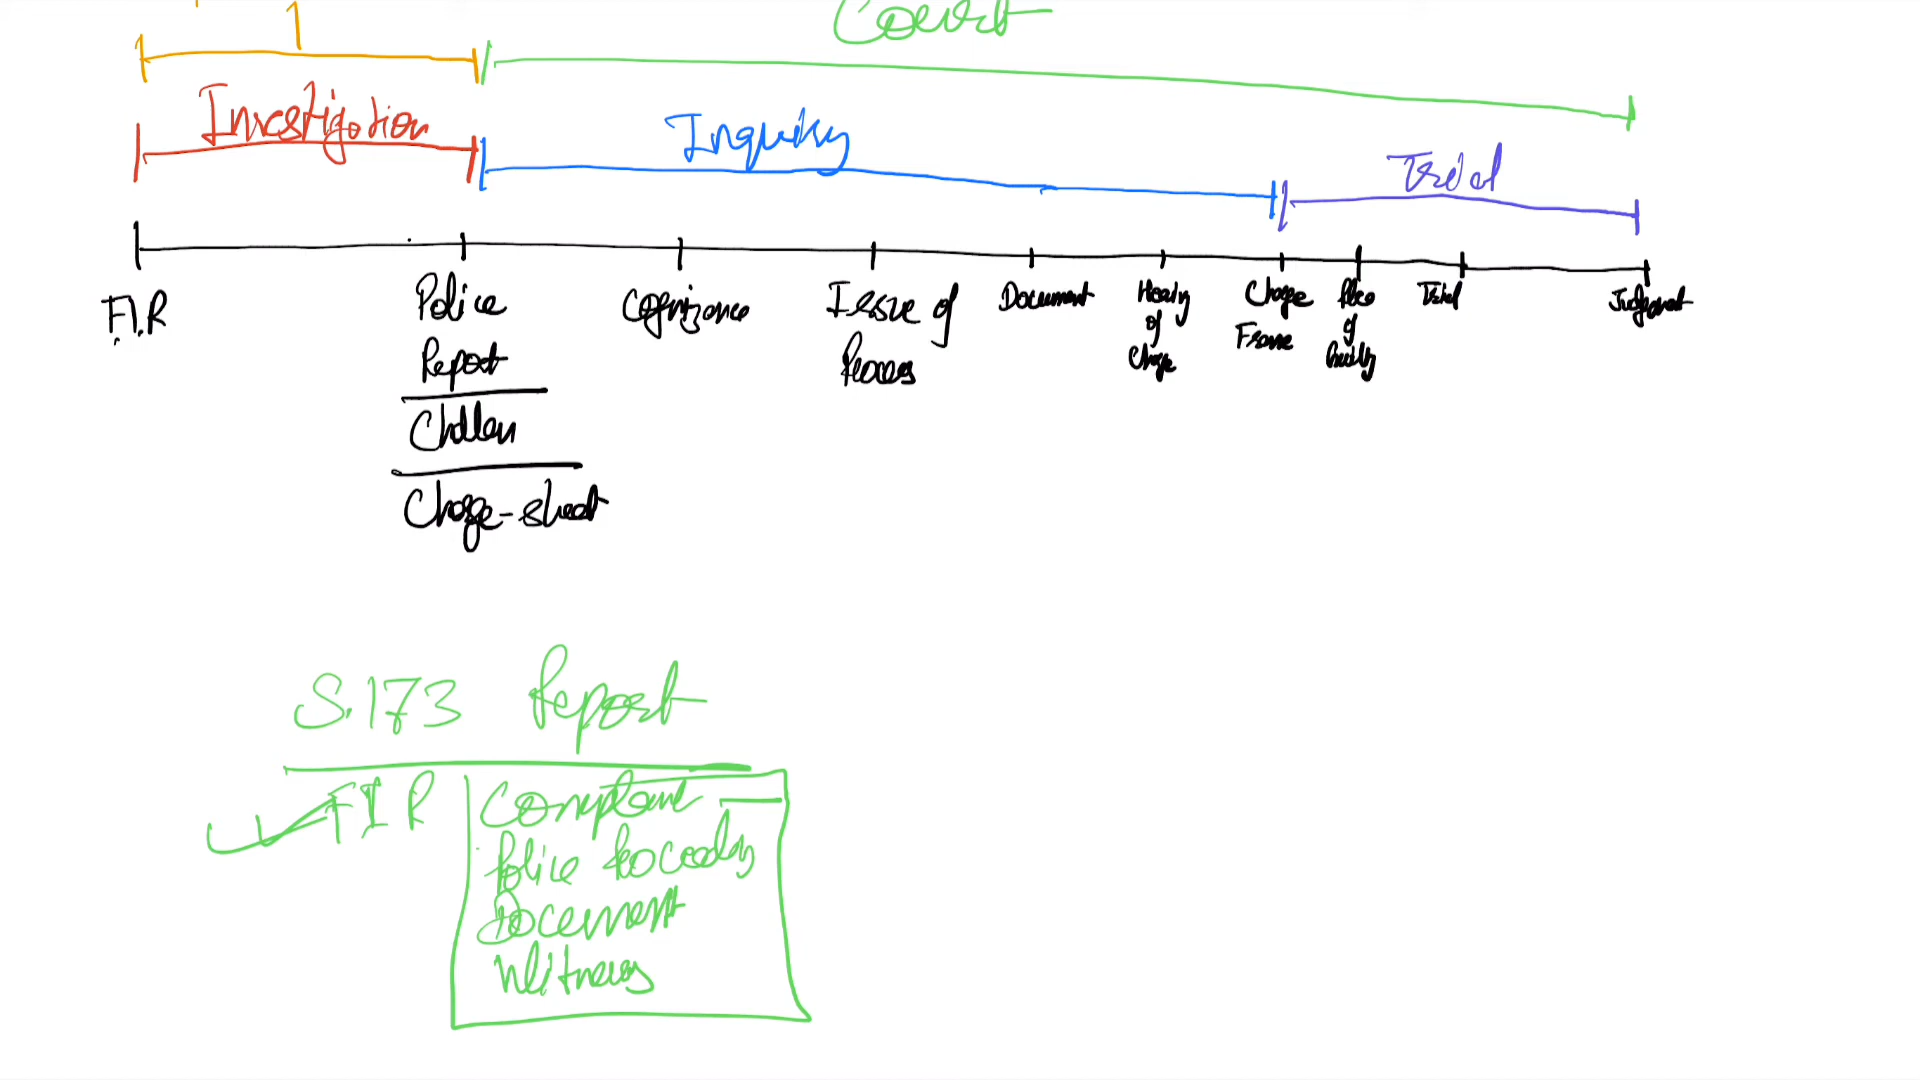 Court
Investigation
Inquiry
Trial
F.I.R
Police
Report
Challan
Charge-sheet
Cognizance
Issue of
Process
Document
Hearing
of
Charge
Charge
Frame
Plea
of
Guilty
Trial
Judgment
S.173 Report
FIR
Complaint
Police Proceeding
Document
Witness